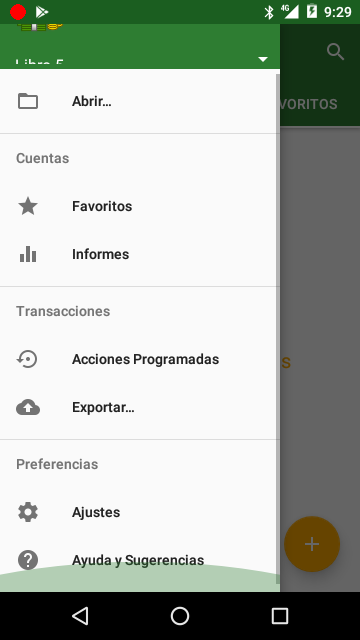 4G 9:29
Libro 5
VORITOS
Abrir...
Cuentas
Favoritos
Informes
Transacciones
S
Acciones Programadas
Exportar...
Preferencias
Ajustes
Ayuda y Sugerencias